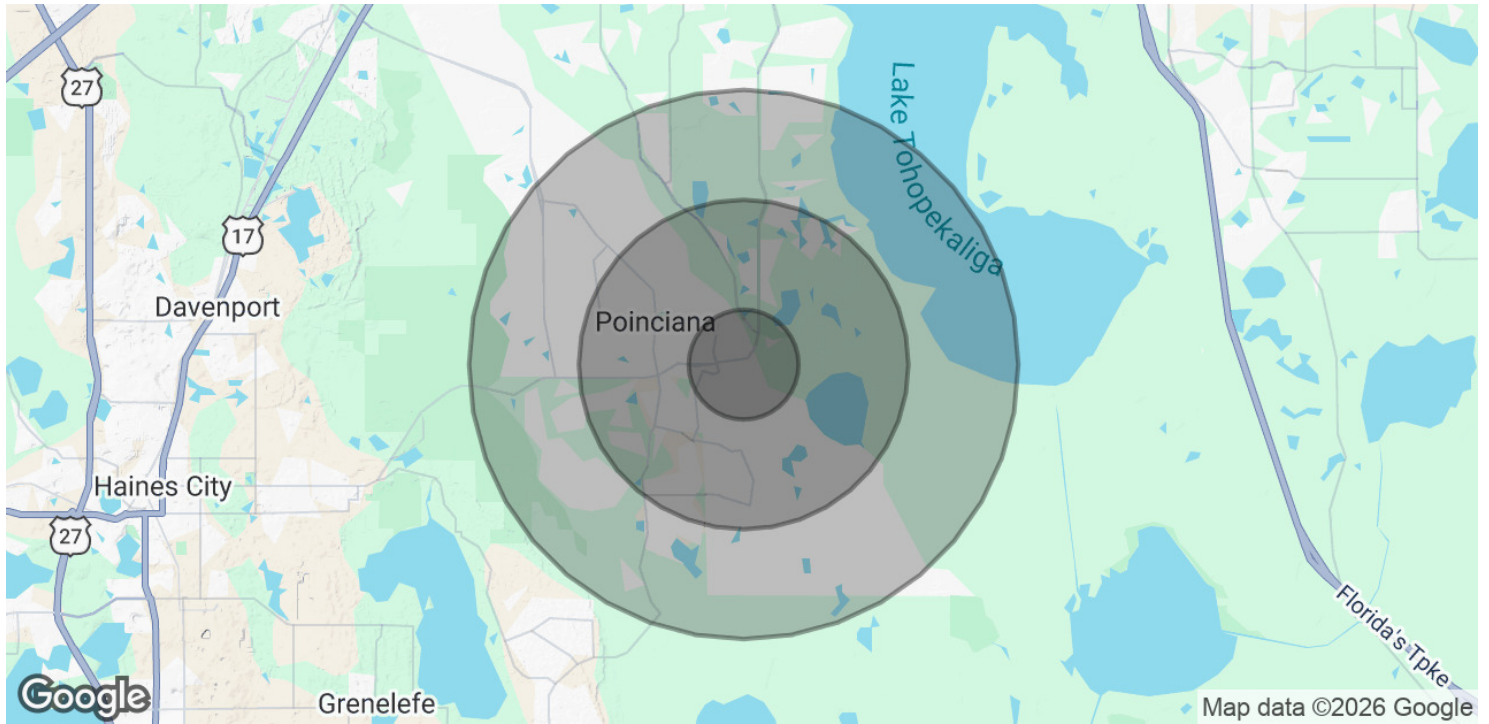 27
Lake Tohopekaliga
17
Davenport
Poinciana
Haines City
27
Florida's Tpke
Google
Grenelefe
Map data ©2026 Google